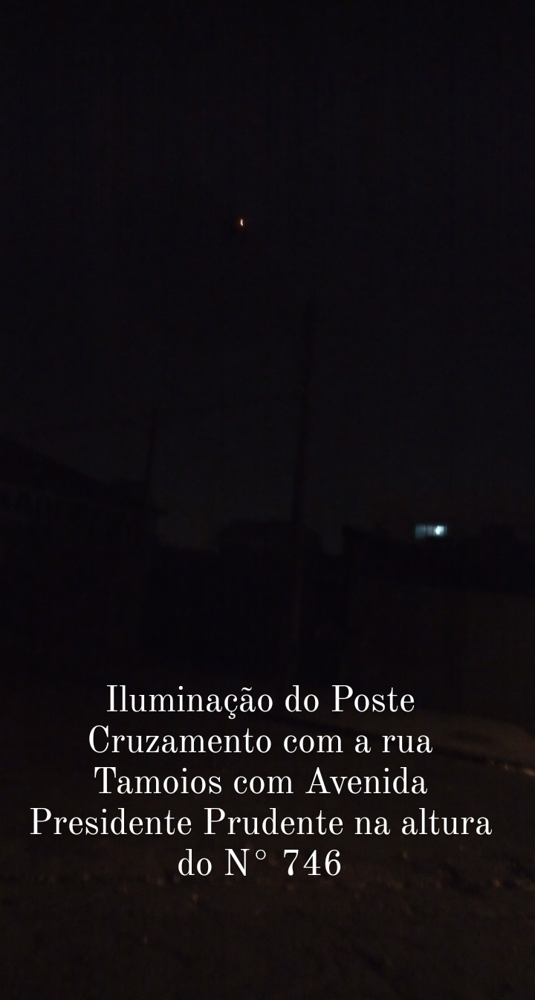 Iluminação do Poste
Cruzamento com a rua
Tamoios com Avenida
Presidente Prudente na altura
do N° 746